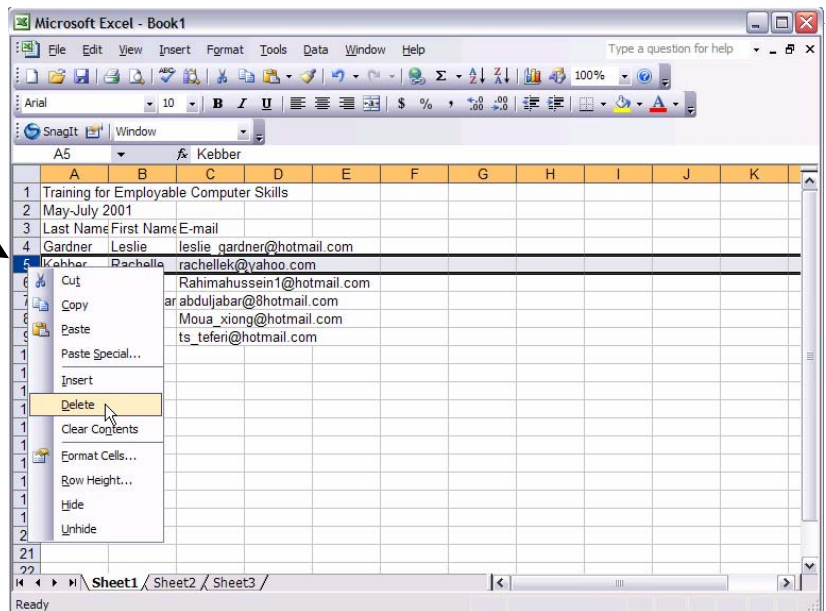 Microsoft Excel - Book1
File Edit View Insert Format Tools Data Window Help Type a question for help
100%
Arial 10 B I U $ % ,
SnagIt Window
A5 fx Kebber
A B C D E F G H I J K
1 Training for Employable Computer Skills
2 May-July 2001
3 Last Name First Name E-mail
4 Gardner Leslie leslie_gardner@hotmail.com
5 Kebber Rachelle rachellek@yahoo.com
Rahimahussein1@hotmail.com
ar abduljabar@8hotmail.com
Moua_xiong@hotmail.com
ts_teferi@hotmail.com
Cut
Copy
Paste
Paste Special...
Insert
Delete
Clear Contents
Format Cells...
Row Height...
Hide
Unhide
21
22
Sheet1 Sheet2 Sheet3
Ready